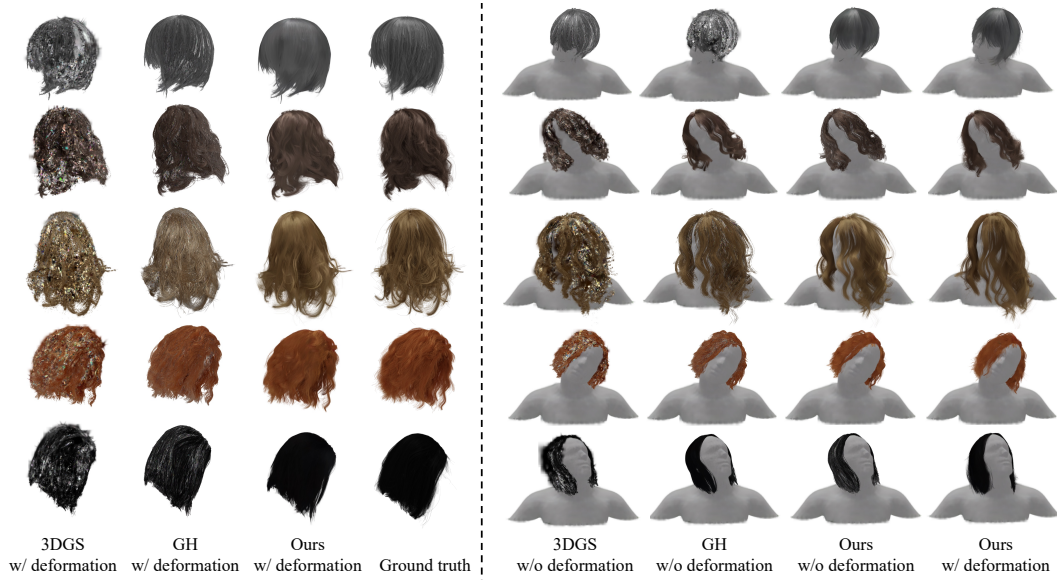 3DGS
w/ deformation
GH
w/ deformation
Ours
w/ deformation
Ground truth
3DGS
w/o deformation
GH
w/o deformation
Ours
w/o deformation
Ours
w/ deformation